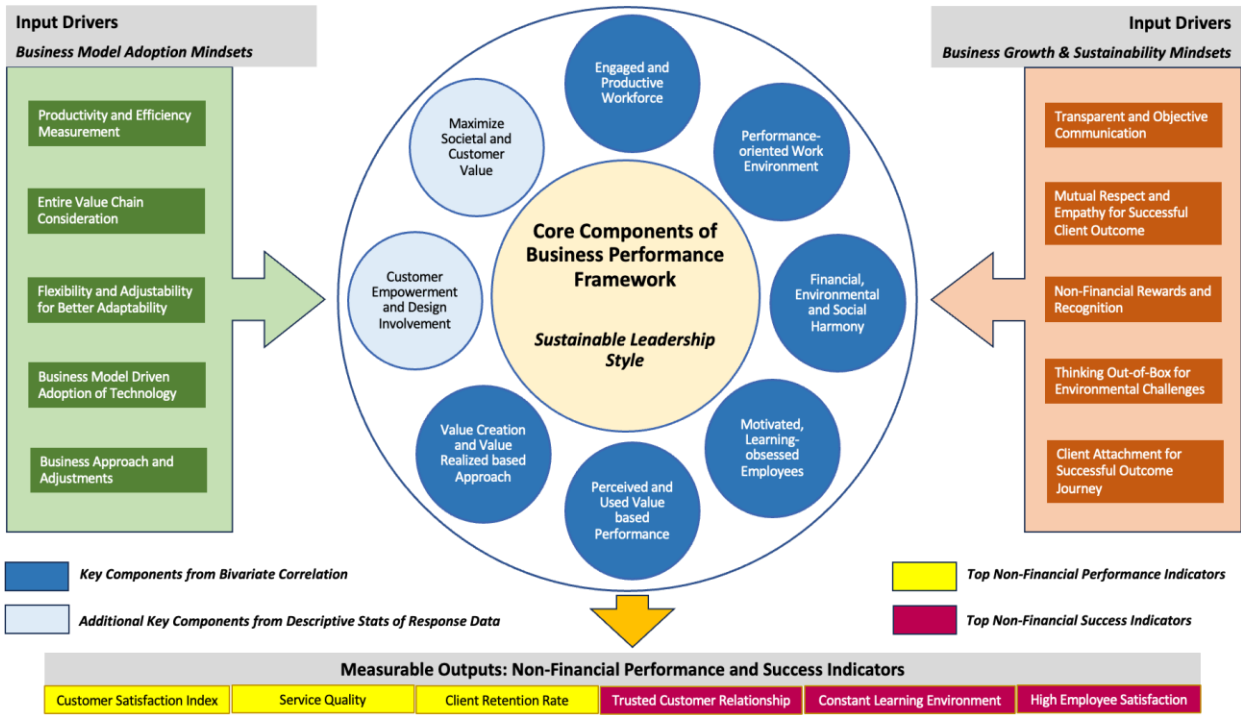 Input Drivers
Business Model Adoption Mindsets
Productivity and Efficiency
Measurement
Entire Value Chain
Consideration
Flexibility and Adjustability
for Better Adaptability
Business Model Driven
Adoption of Technology
Business Approach and
Adjustments
Engaged and
Productive
Workforce
Performance-
oriented Work
Environment
Financial,
Environmental
and Social
Harmony
Motivated,
Learning-
obsessed
Employees
Perceived and
Used Value
based
Performance
Value Creation
and Value
Realized based
Approach
Customer
Empowerment
and Design
Involvement
Maximize
Societal and
Customer
Value
Core Components of
Business Performance
Framework
Sustainable Leadership
Style
Input Drivers
Business Growth & Sustainability Mindsets
Transparent and Objective
Communication
Mutual Respect and
Empathy for Successful
Client Outcome
Non-Financial Rewards and
Recognition
Thinking Out-of-Box for
Environmental Challenges
Client Attachment for
Successful Outcome
Journey
Key Components from Bivariate Correlation
Additional Key Components from Descriptive Stats of Response Data
Top Non-Financial Performance Indicators
Top Non-Financial Success Indicators
Measurable Outputs: Non-Financial Performance and Success Indicators
Customer Satisfaction Index
Service Quality
Client Retention Rate
Trusted Customer Relationship
Constant Learning Environment
High Employee Satisfaction